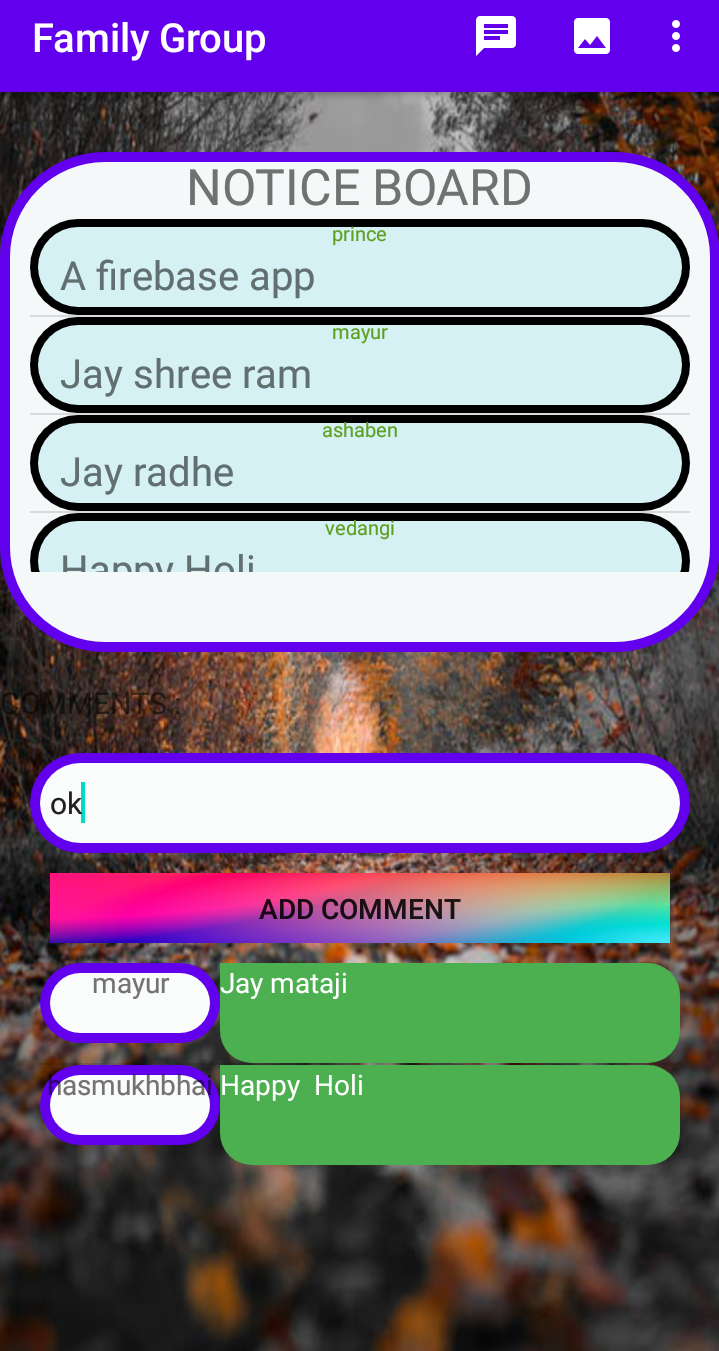 Family Group
NOTICE BOARD
prince
A firebase app
mayur
Jay shree ram
ashaben
Jay radhe
vedangi
Happy Holi
COMMENTS
ok
ADD COMMENT
mayur Jay mataji
hasmukhbhai Happy  Holi